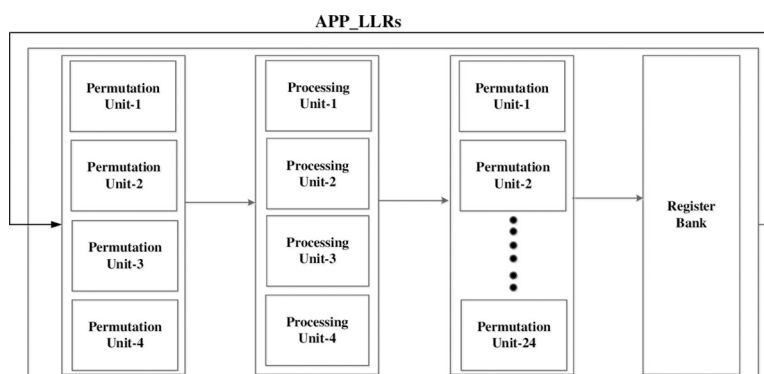 APP_LLRs
Permutation
Unit-1
Permutation
Unit-2
Permutation
Unit-3
Permutation
Unit-4
Processing
Unit-1
Processing
Unit-2
Processing
Unit-3
Processing
Unit-4
Permutation
Unit-1
Permutation
Unit-2
Permutation
Unit-24
Register
Bank